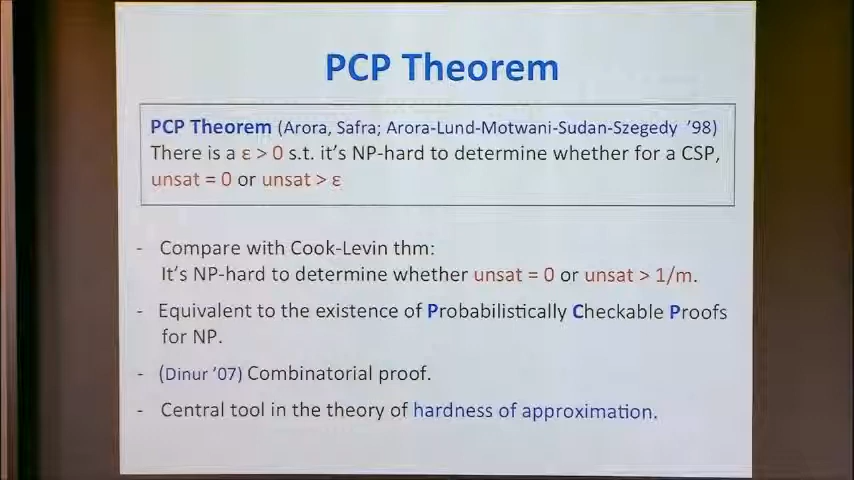 PCP Theorem
PCP Theorem (Arora, Safra; Arora-Lund-Motwani-Sudan-Szegedy ’98)
There is a ε > 0 s.t. it’s NP-hard to determine whether for a CSP,
unsat = 0 or unsat > ε
- Compare with Cook-Levin thm:
It’s NP-hard to determine whether unsat = 0 or unsat > 1/m.
- Equivalent to the existence of Probabilistically Checkable Proofs
for NP.
- (Dinur ’07) Combinatorial proof.
- Central tool in the theory of hardness of approximation.